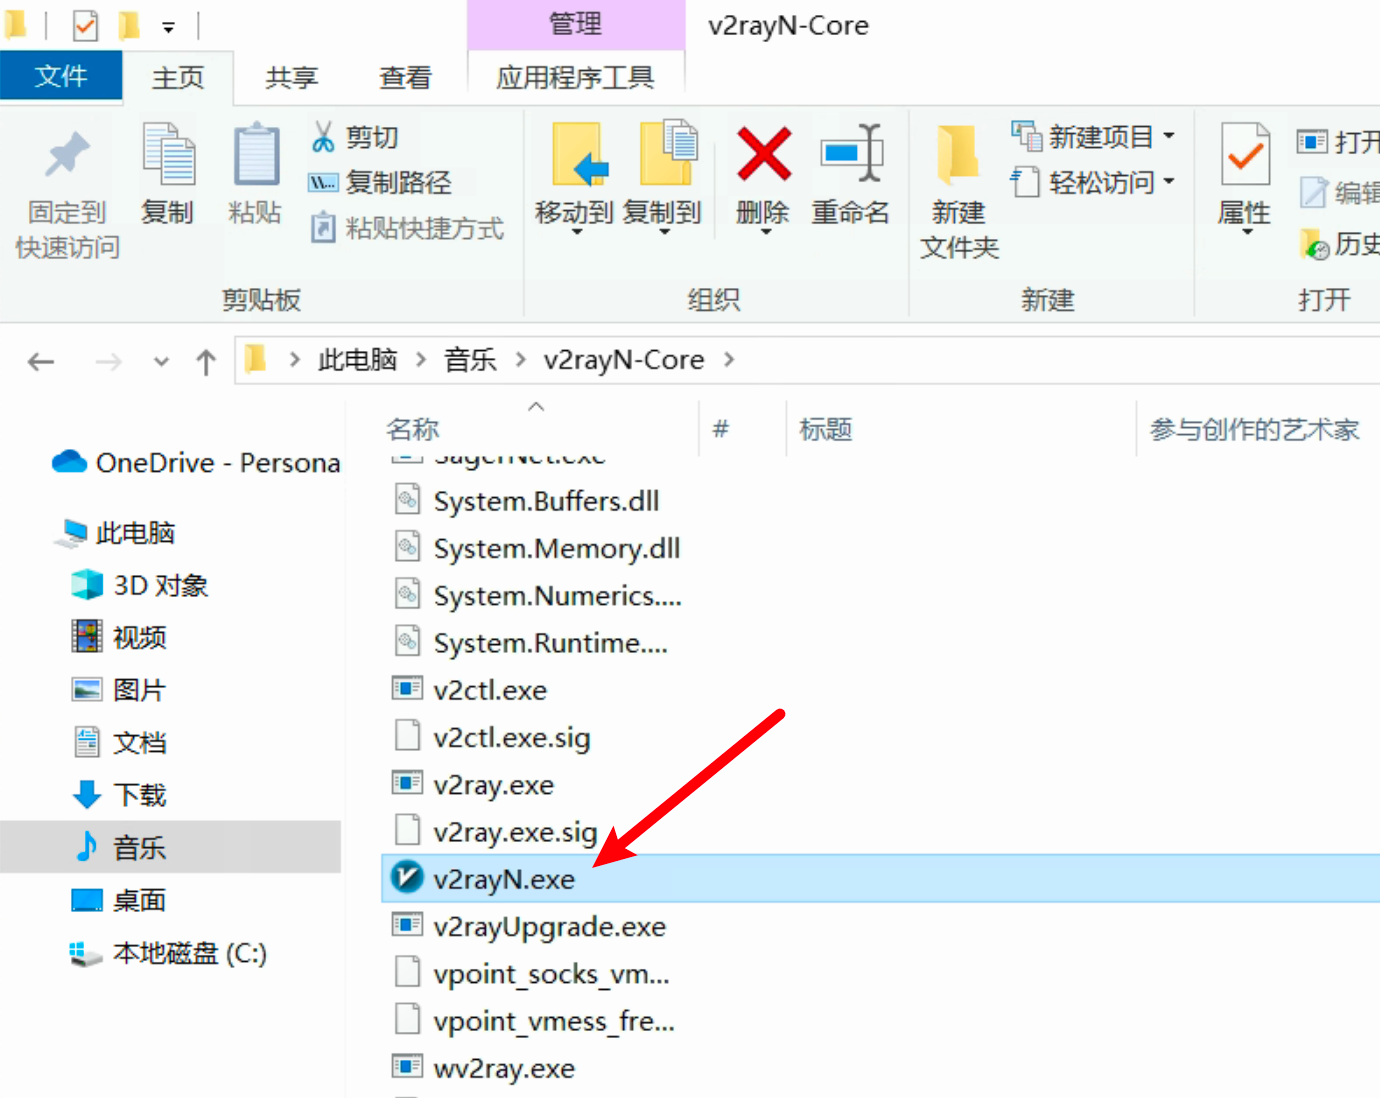 管理
v2rayN-Core
文件
主页
共享
查看
应用程序工具
固定到
快速访问
复制
粘贴
剪切
复制路径
粘贴快捷方式
剪贴板
移动到
复制到
删除
重命名
组织
新建
文件夹
新建项目
轻松访问
新建
属性
打开
编辑
历史
打开
此电脑
音乐
v2rayN-Core
名称
#
标题
参与创作的艺术家
OneDrive - Persona
此电脑
3D 对象
视频
图片
文档
下载
音乐
桌面
本地磁盘 (C:)
SagerNet.exe
System.Buffers.dll
System.Memory.dll
System.Numerics....
System.Runtime....
v2ctl.exe
v2ctl.exe.sig
v2ray.exe
v2ray.exe.sig
v2rayN.exe
v2rayUpgrade.exe
vpoint_socks_vm...
vpoint_vmess_fre...
wv2ray.exe